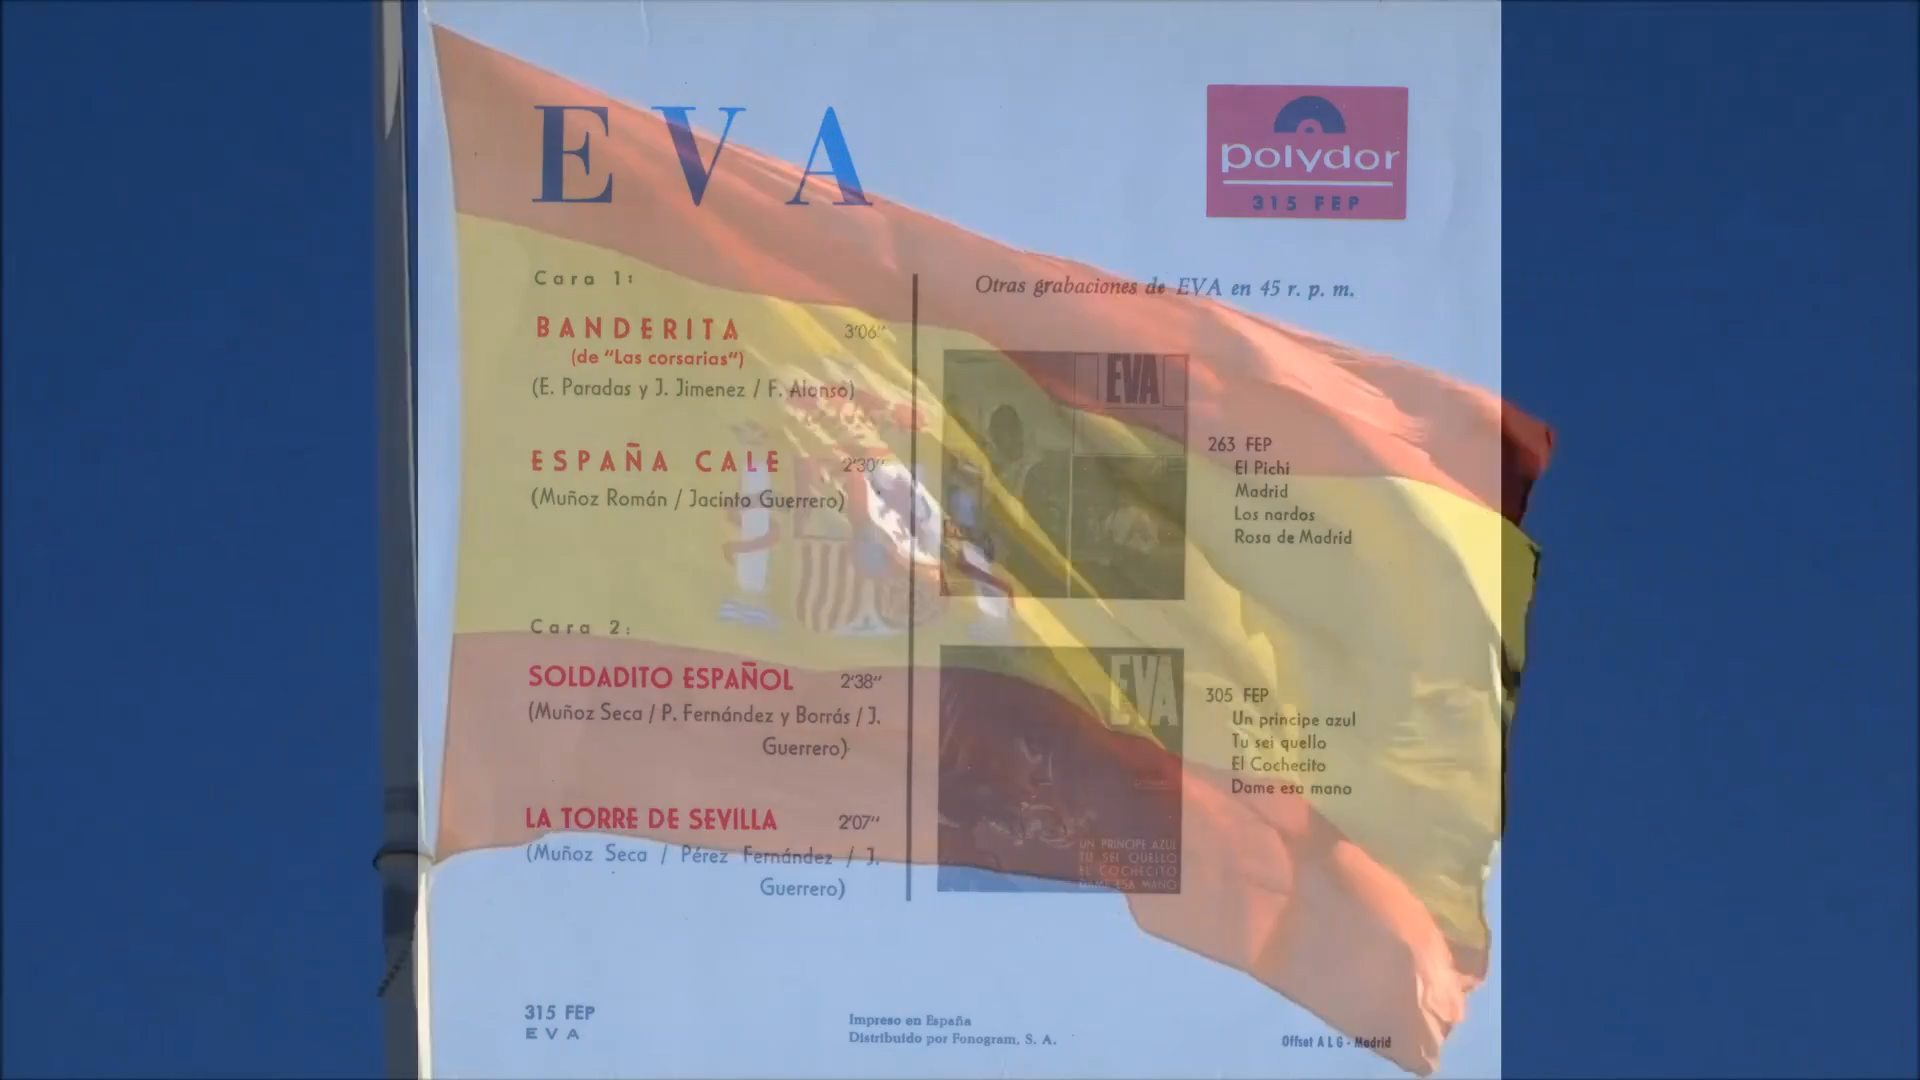 EVA
polydor
315 FEP
Cara 1:
BANDERITA 3'06"
(de "Las corsarias")
(E. Paradas y J. Jimenez / F. Alonso)
ESPAÑA CALE 2'30"
(Muñoz Román / Jacinto Guerrero)
Cara 2:
SOLDADITO ESPAÑOL 2'38"
(Muñoz Seca / P. Fernández y Borrás / J.
Guerrero)
LA TORRE DE SEVILLA 2'07"
(Muñoz Seca / Pérez Fernández / J.
Guerrero)
Otras grabaciones de EVA en 45 r. p. m.
EVA
263 FEP
El Pichi
Madrid
Los nardos
Rosa de Madrid
EVA
UN PRINCIPE AZUL
TU SEI QUELLO
EL COCHECITO
DAME ESA MANO
305 FEP
Un principe azul
Tu sei quello
El Cochecito
Dame esa mano
315 FEP
EVA
Impreso en España
Distribuido por Fonogram, S. A.
Offset A L G - Madrid